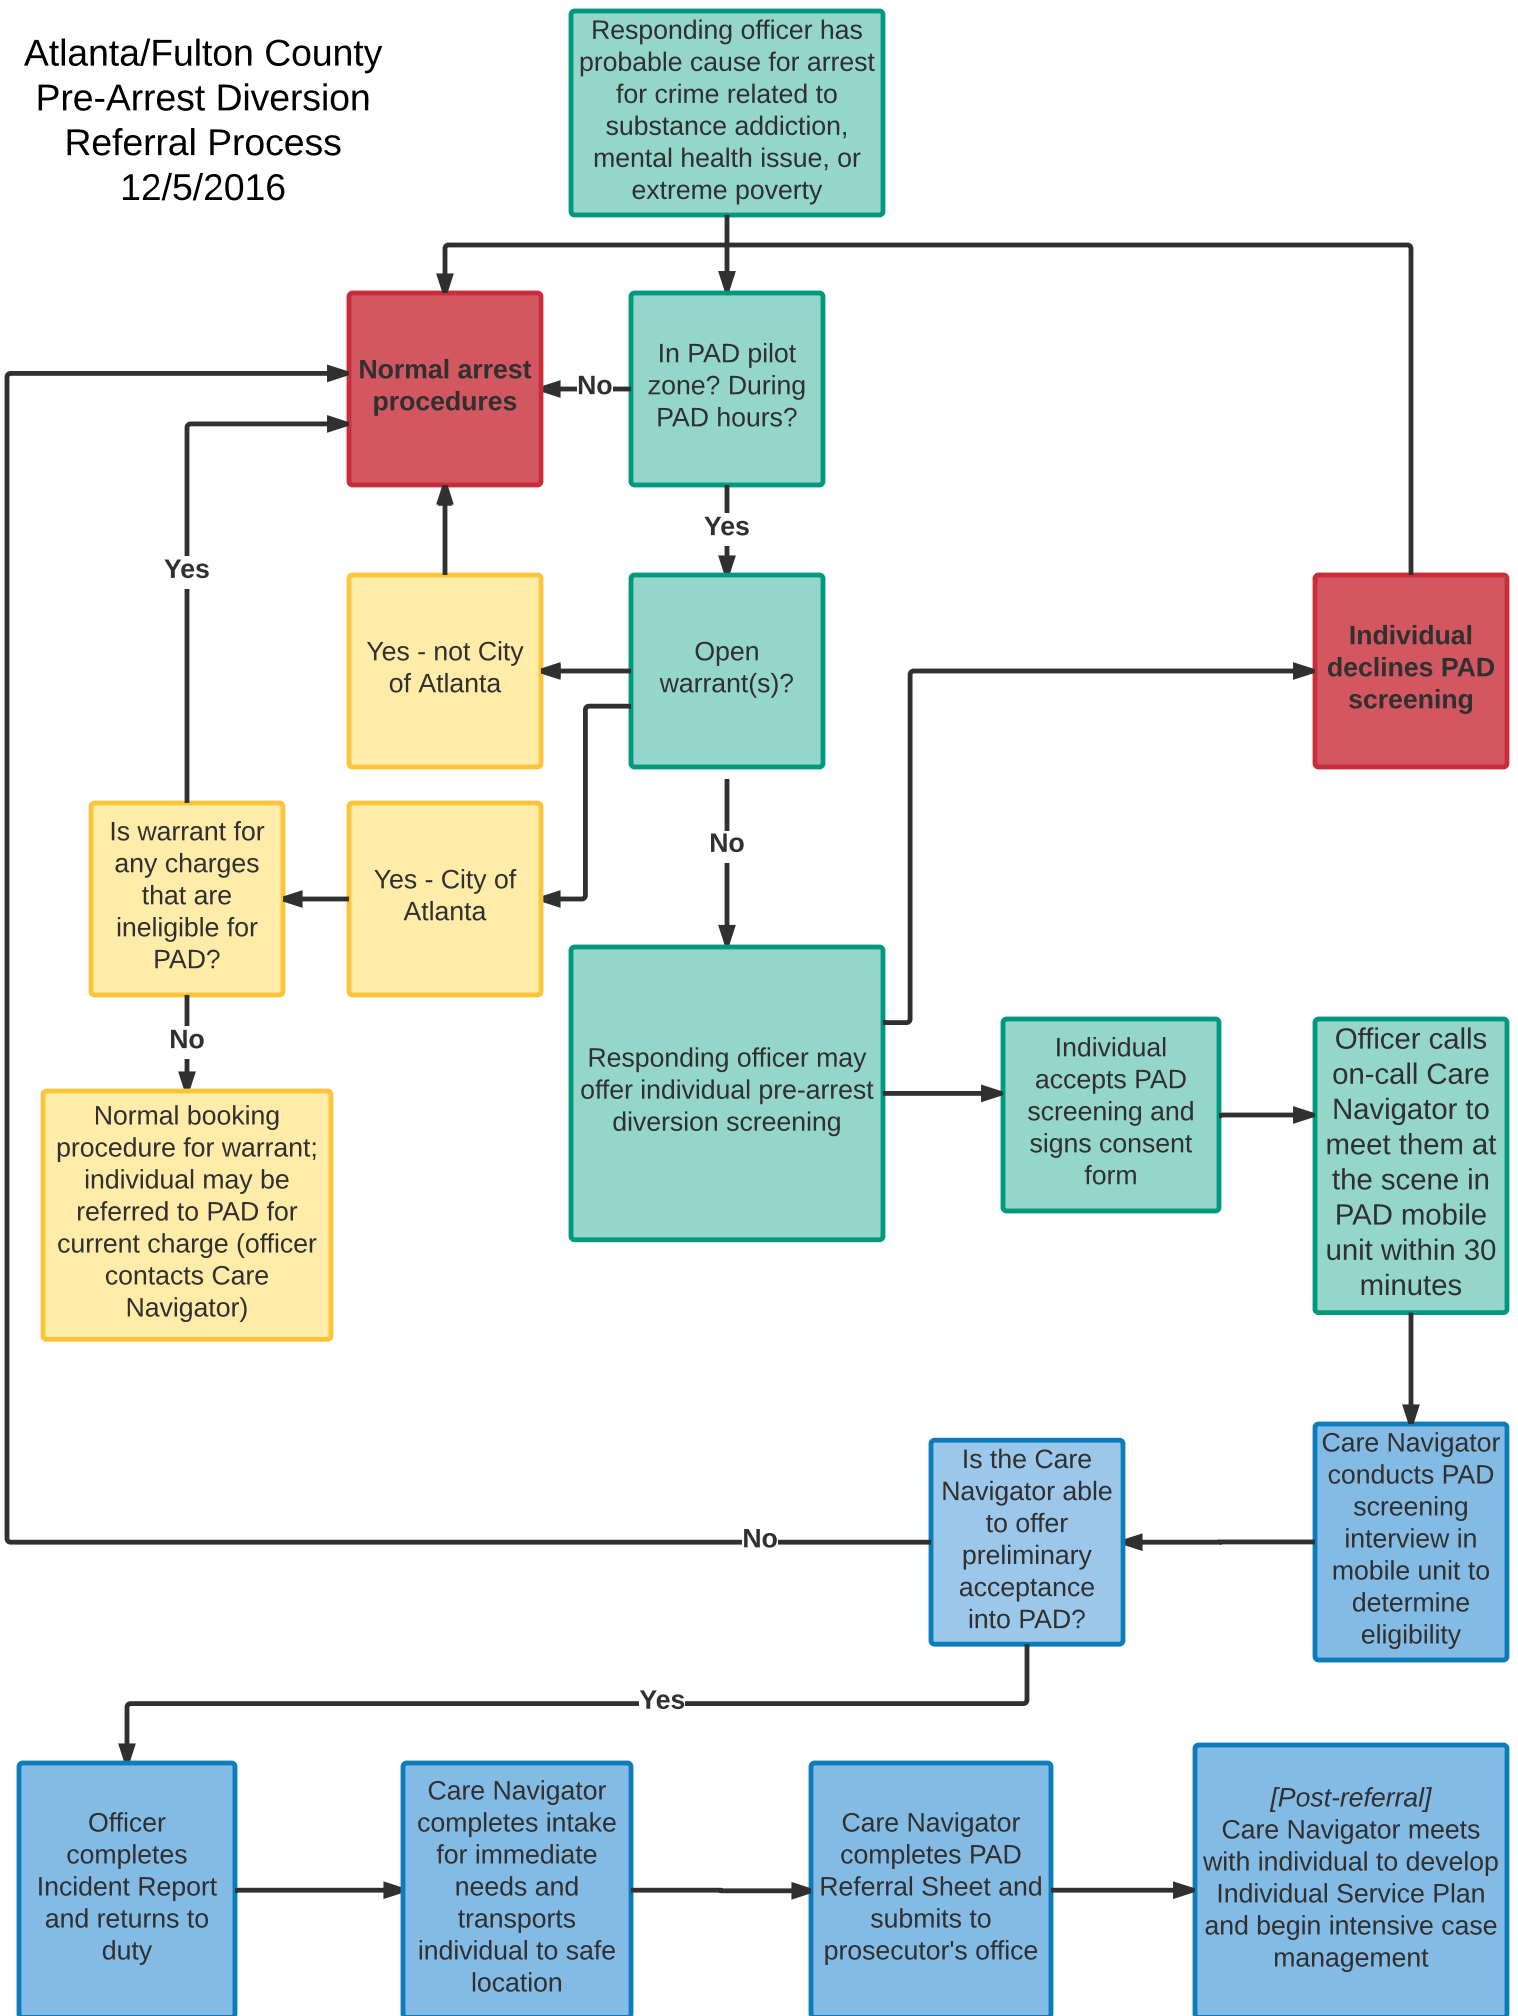 Atlanta/Fulton County
Pre-Arrest Diversion
Referral Process
12/5/2016
Responding officer has
probable cause for arrest
for crime related to
substance addiction,
mental health issue, or
extreme poverty
Normal arrest
procedures
No
In PAD pilot
zone? During
PAD hours?
Yes
Yes
Yes - not City
of Atlanta
Open
warrant(s)?
Individual
declines PAD
screening
Is warrant for
any charges
that are
ineligible for
PAD?
Yes - City of
Atlanta
No
No
Normal booking
procedure for warrant;
individual may be
referred to PAD for
current charge (officer
contacts Care
Navigator)
Responding officer may
offer individual pre-arrest
diversion screening
Individual
accepts PAD
screening and
signs consent
form
Officer calls
on-call Care
Navigator to
meet them at
the scene in
PAD mobile
unit within 30
minutes
Care Navigator
conducts PAD
screening
interview in
mobile unit to
determine
eligibility
Is the Care
Navigator able
to offer
preliminary
acceptance
into PAD?
No
Yes
Officer
completes
Incident Report
and returns to
duty
Care Navigator
completes intake
for immediate
needs and
transports
individual to safe
location
Care Navigator
completes PAD
Referral Sheet and
submits to
prosecutor's office
[Post-referral]
Care Navigator meets
with individual to develop
Individual Service Plan
and begin intensive case
management